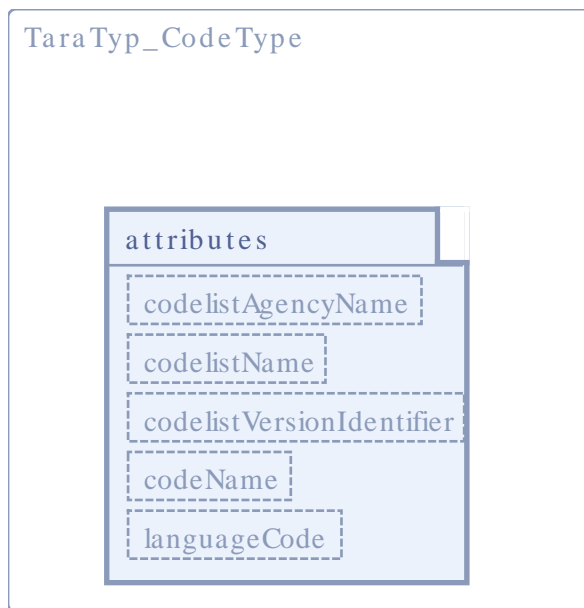 TaraTyp_CodeType
attributes
codelistAgencyName
codelistName
codelistVersionIdentifier
codeName
languageCode